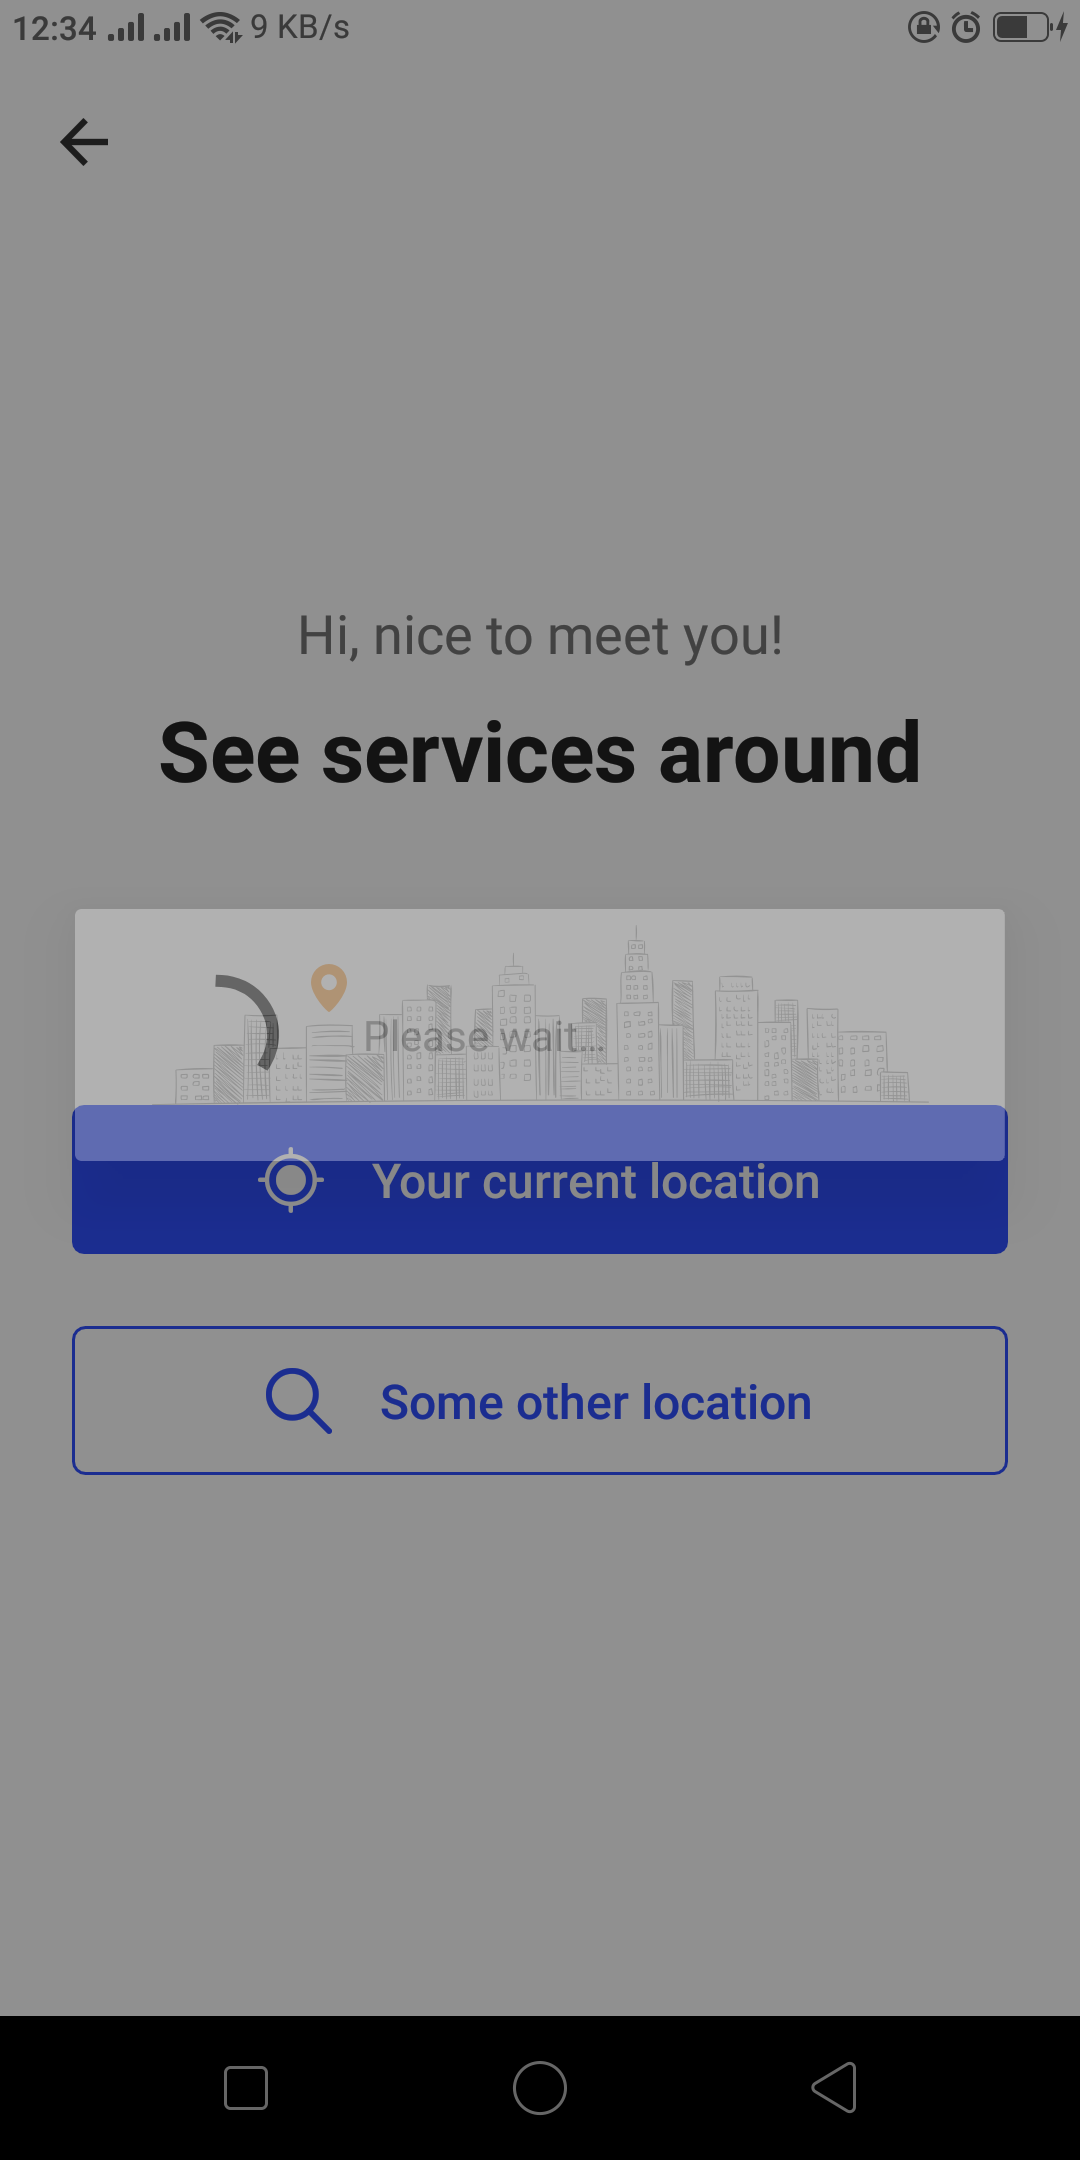 12:34 9 KB/s
Hi, nice to meet you!
See services around
Please wait...
Your current location
Some other location